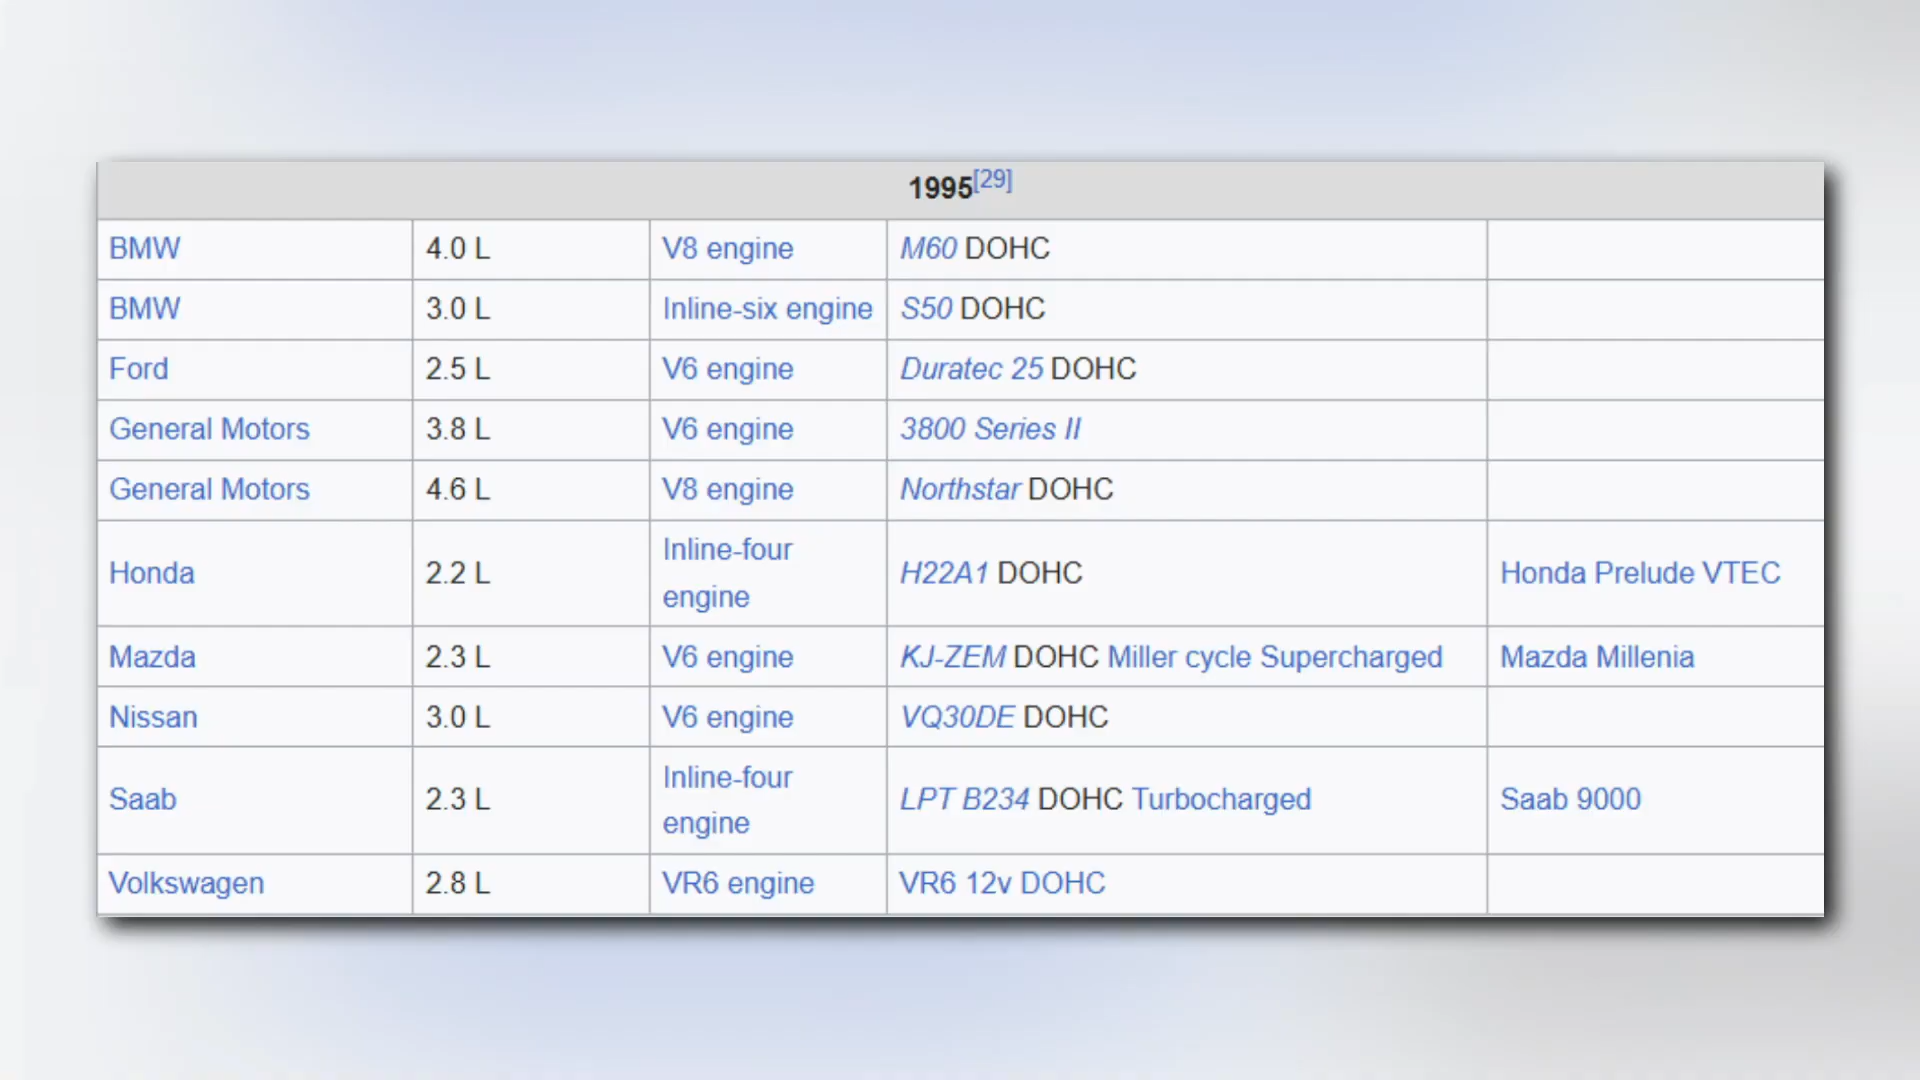 1995[29]
BMW 4.0 L V8 engine M60 DOHC
BMW 3.0 L Inline-six engine S50 DOHC
Ford 2.5 L V6 engine Duratec 25 DOHC
General Motors 3.8 L V6 engine 3800 Series II
General Motors 4.6 L V8 engine Northstar DOHC
Honda 2.2 L Inline-four engine H22A1 DOHC Honda Prelude VTEC
Mazda 2.3 L V6 engine KJ-ZEM DOHC Miller cycle Supercharged Mazda Millenia
Nissan 3.0 L V6 engine VQ30DE DOHC
Saab 2.3 L Inline-four engine LPT B234 DOHC Turbocharged Saab 9000
Volkswagen 2.8 L VR6 engine VR6 12v DOHC